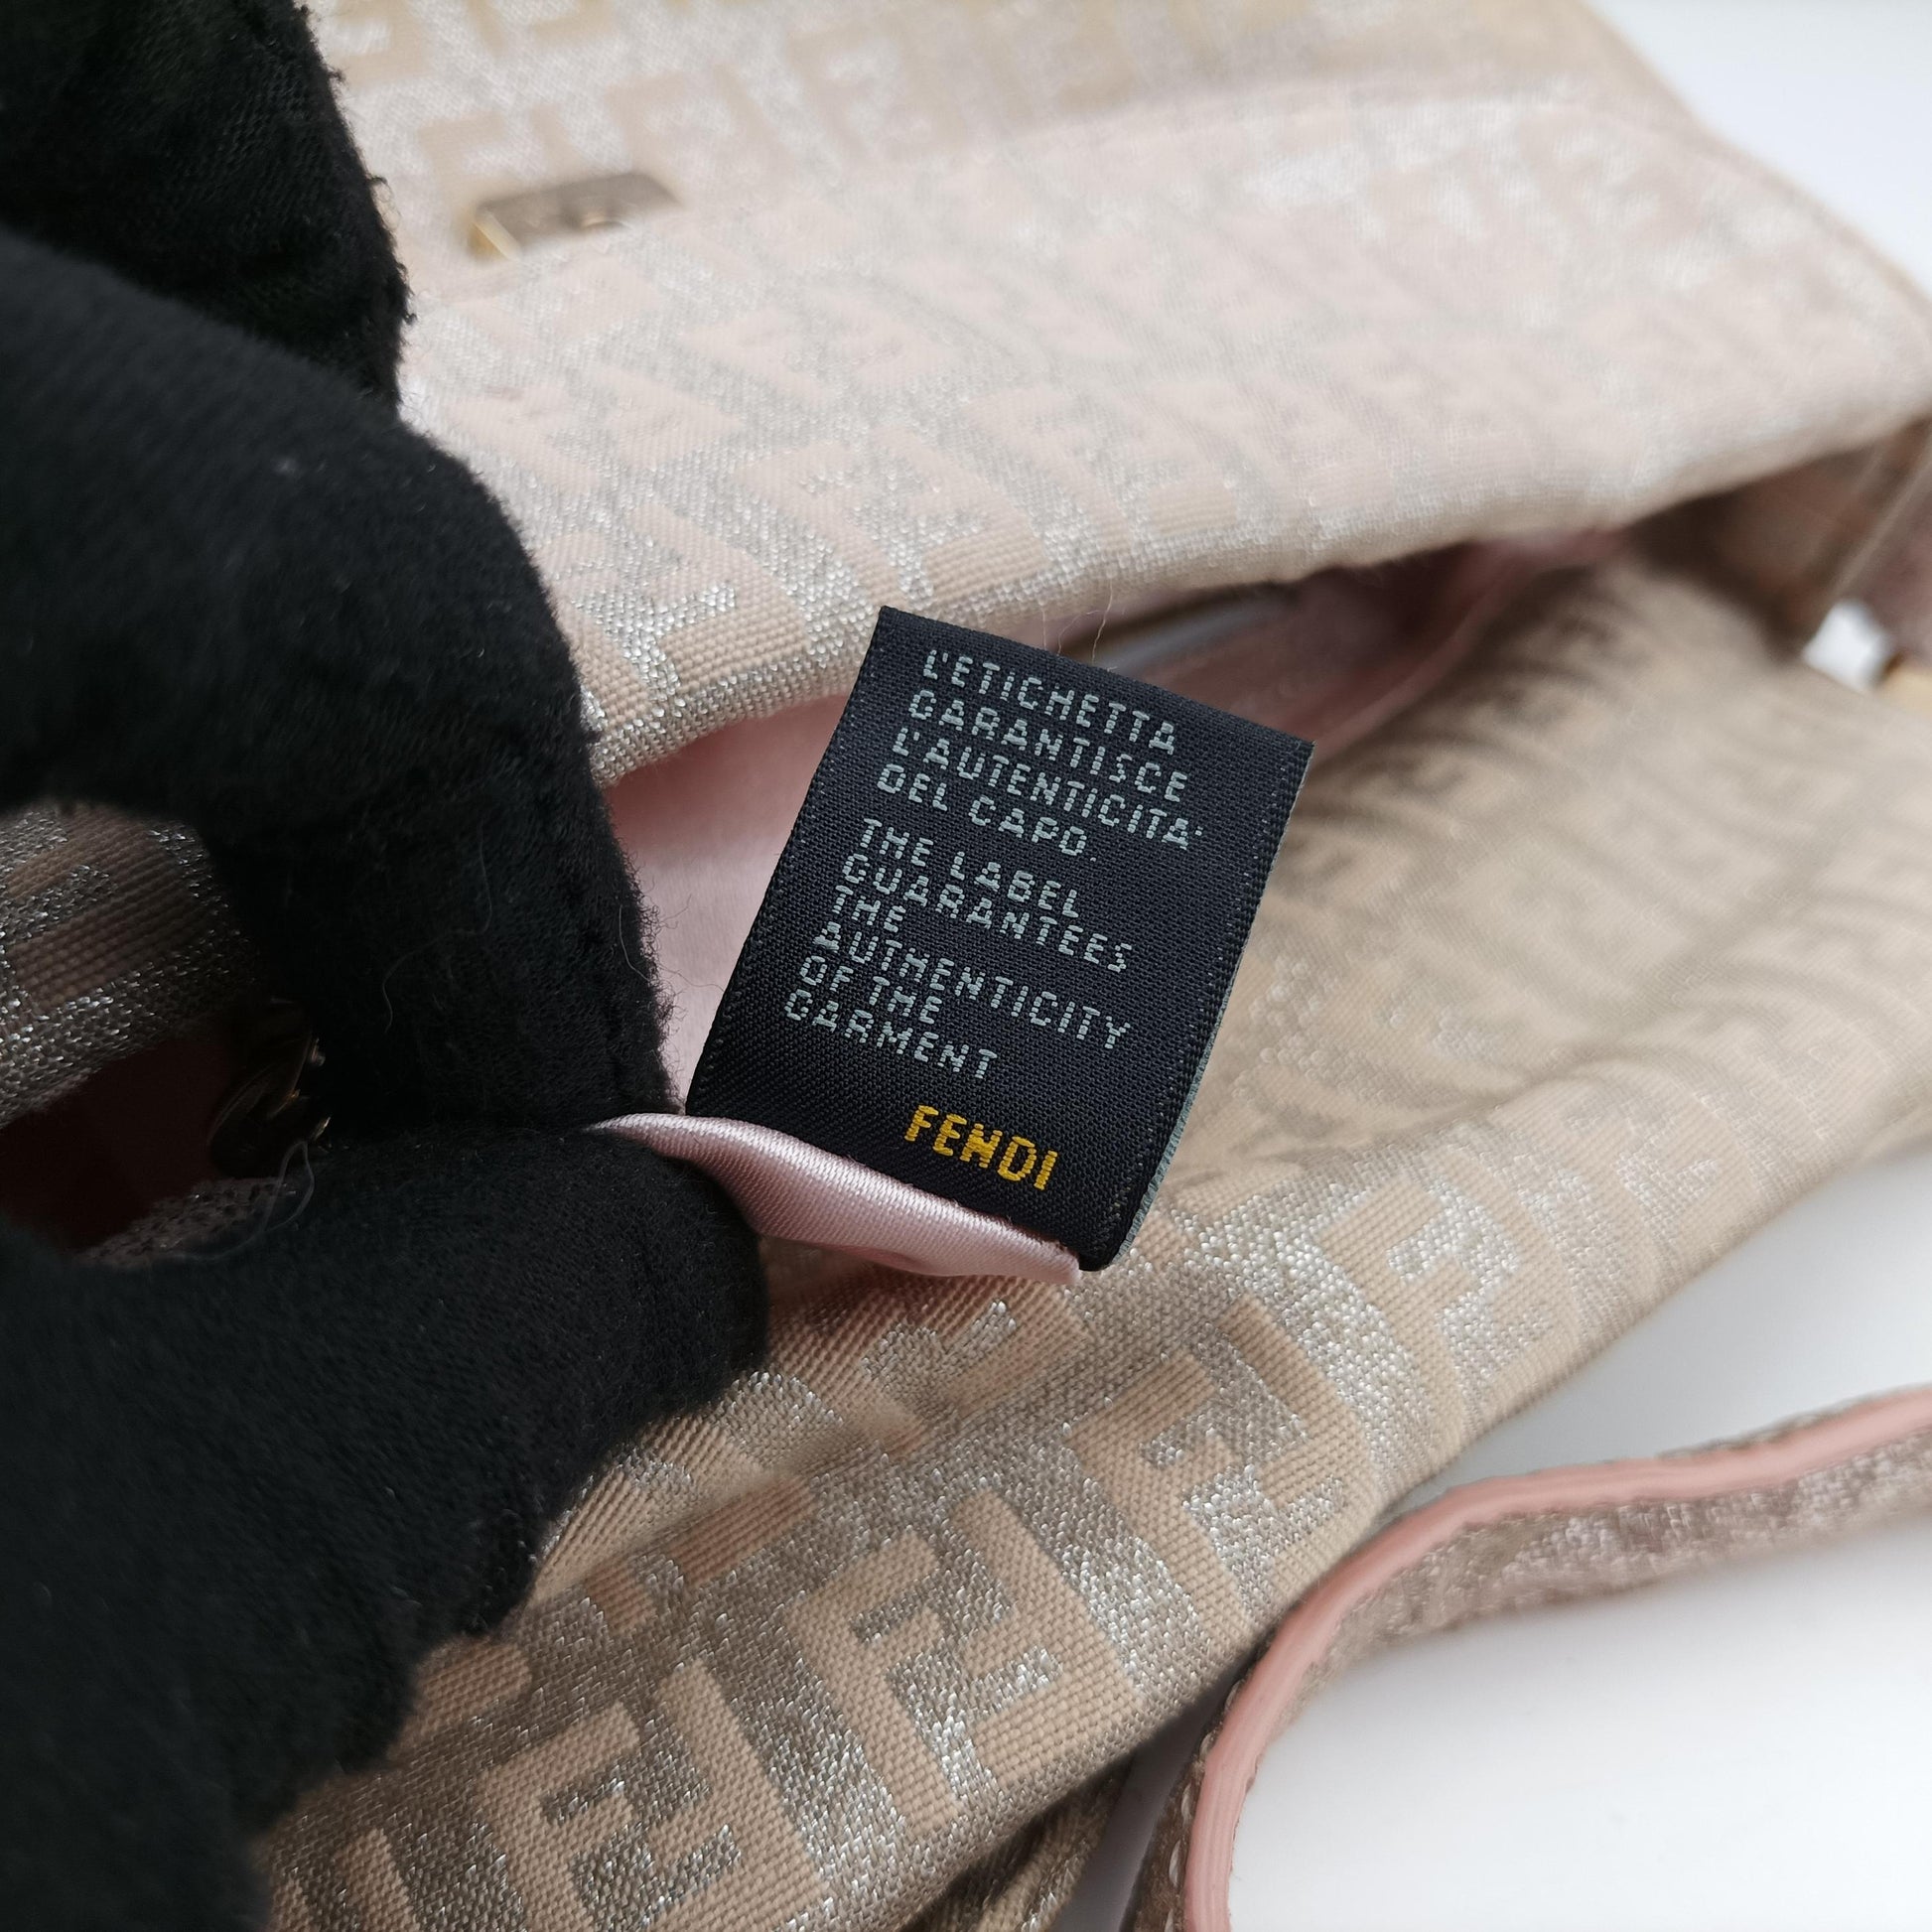 L'ETICHETTA
GARANTISCE
L'AUTENTICITA'
DEL CAPO.
THE LABEL
GUARANTEES
THE
AUTHENTICITY
OF THE
GARMENT
FENDI